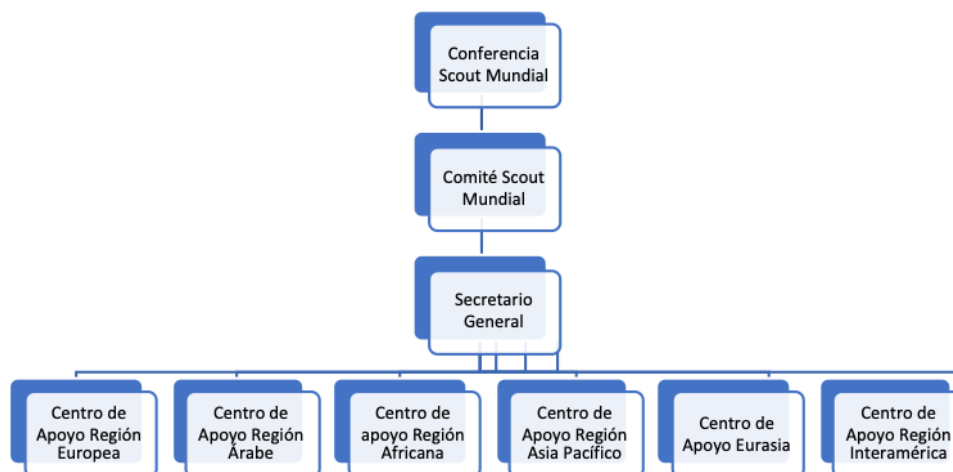 Conferencia
Scout Mundial
Comité Scout
Mundial
Secretario
General
Centro de
Apoyo Región
Europea
Centro de
Apoyo Región
Árabe
Centro de
apoyo Región
Africana
Centro de
Apoyo Región
Asia Pacífico
Centro de
Apoyo Eurasia
Centro de
Apoyo Región
Interamérica